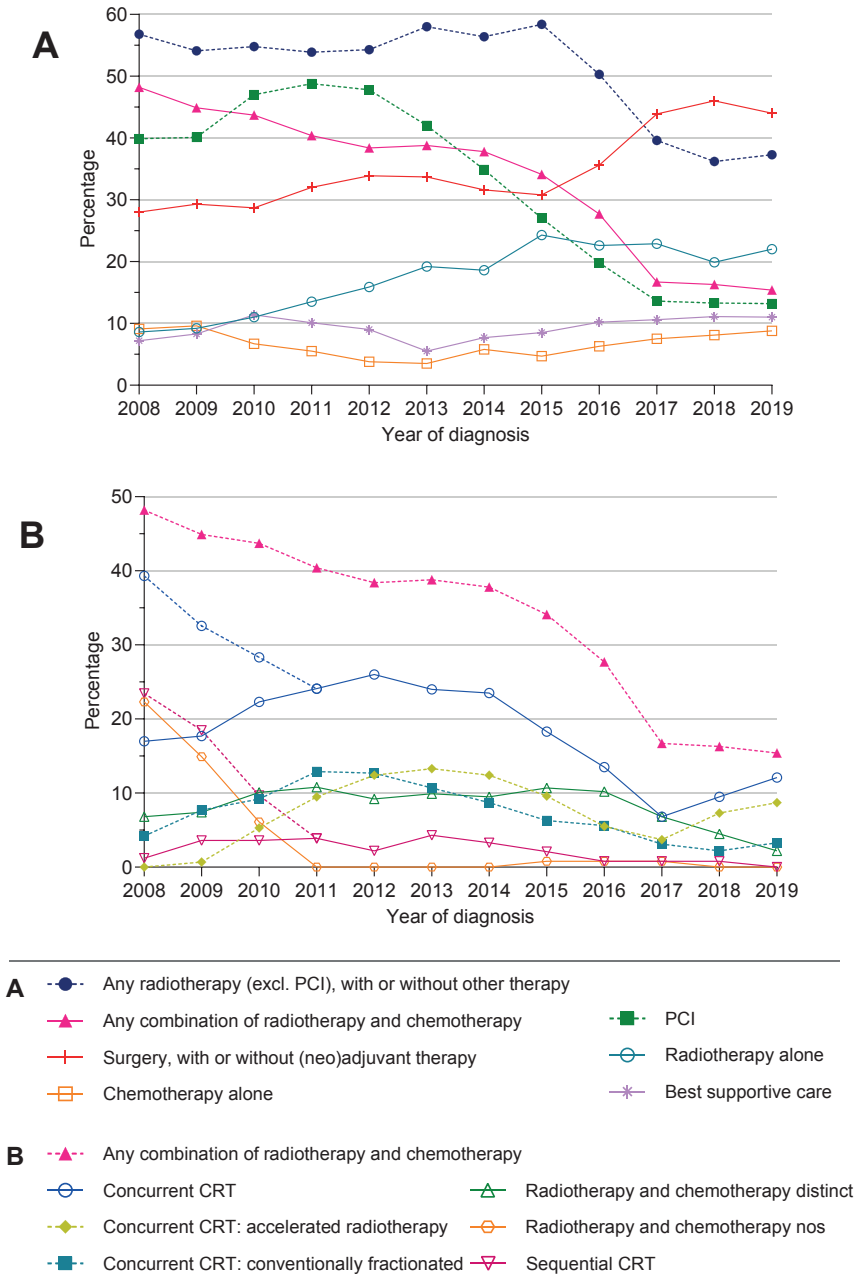 A
60
50
40
30
20
10
0
Percentage
2008 2009 2010 2011 2012 2013 2014 2015 2016 2017 2018 2019
Year of diagnosis
B
50
40
30
20
10
0
Percentage
2008 2009 2010 2011 2012 2013 2014 2015 2016 2017 2018 2019
Year of diagnosis
A
Any radiotherapy (excl. PCI), with or without other therapy
Any combination of radiotherapy and chemotherapy
PCI
Surgery, with or without (neo)adjuvant therapy
Radiotherapy alone
Chemotherapy alone
Best supportive care
B
Any combination of radiotherapy and chemotherapy
Concurrent CRT
Radiotherapy and chemotherapy distinct
Concurrent CRT: accelerated radiotherapy
Radiotherapy and chemotherapy nos
Concurrent CRT: conventionally fractionated
Sequential CRT